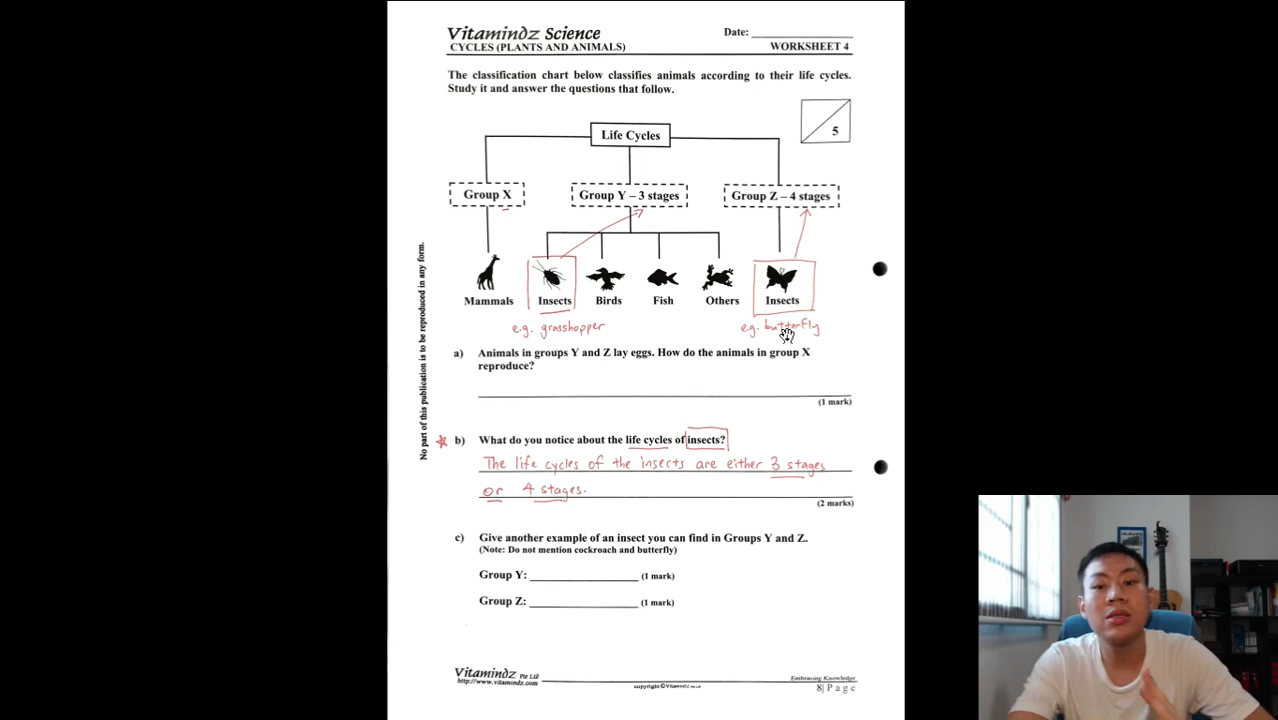 Vitamindz Science
Date: ________________
CYCLES (PLANTS AND ANIMALS)
WORKSHEET 4
The classification chart below classifies animals according to their life cycles.
Study it and answer the questions that follow.
5
Life Cycles
Group X
Group Y – 3 stages
Group Z – 4 stages
Mammals
Insects
Birds
Fish
Others
Insects
e.g. grasshopper
e.g. butterfly
No part of this publication is to be reproduced in any form.
a) Animals in groups Y and Z lay eggs. How do the animals in group X
reproduce?
(1 mark)
b) What do you notice about the life cycles of insects?
The life cycles of the insects are either 3 stages
or 4 stages.
(2 marks)
c) Give another example of an insect you can find in Groups Y and Z.
(Note: Do not mention cockroach and butterfly)
Group Y: ________________ (1 mark)
Group Z: ________________ (1 mark)
Vitamindz Pte Ltd
http://www.vitamindz.com
copyright © Vitamindz Pte Ltd
Embracing Knowledge
8| P a g e